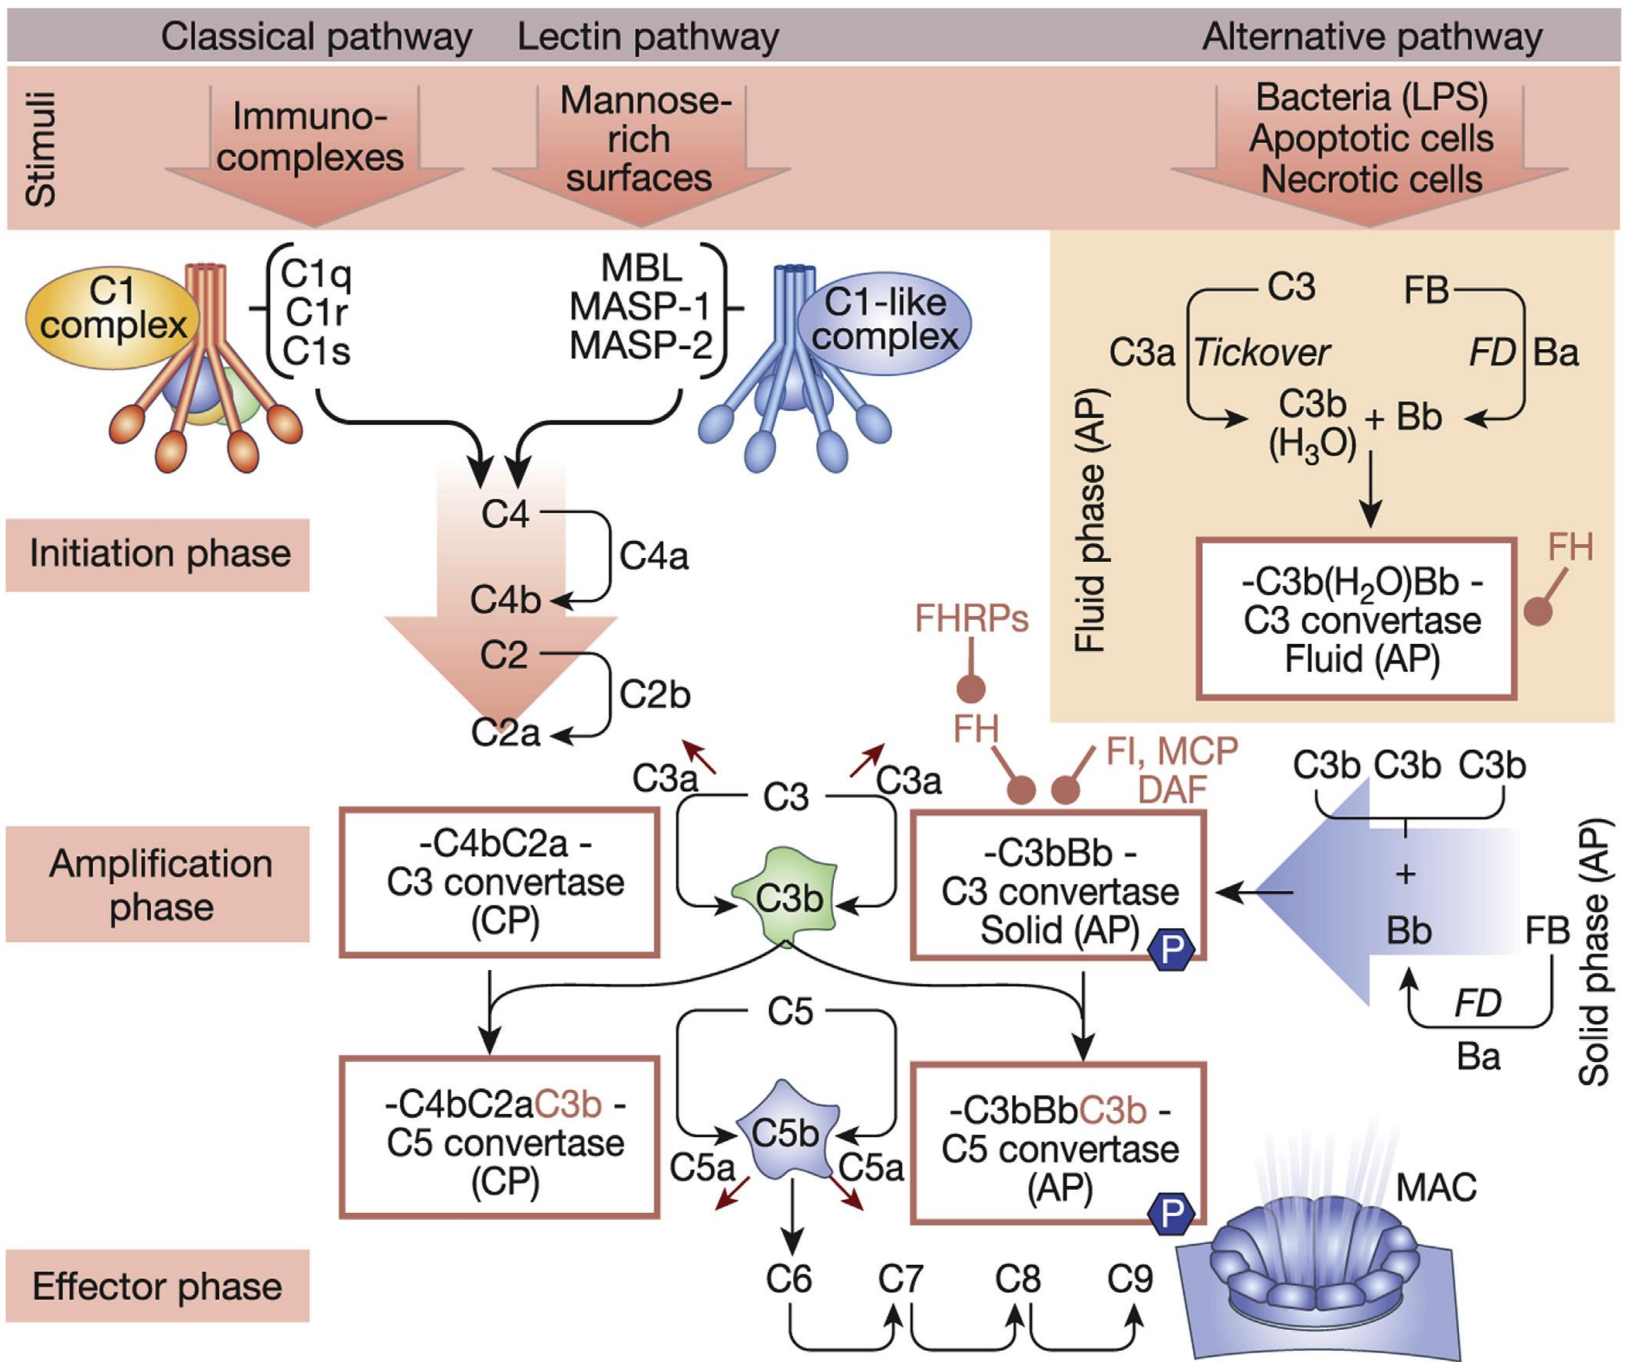 Classical pathway
Lectin pathway
Alternative pathway
Stimuli
Immuno-
complexes
Mannose-
rich
surfaces
Bacteria (LPS)
Apoptotic cells
Necrotic cells
C1
complex
C1q
C1r
C1s
MBL
MASP-1
MASP-2
C1-like
complex
Fluid phase (AP)
C3
FB
C3a
Tickover
FD
Ba
C3b
(H3O)
+ Bb
-C3b(H2O)Bb -
C3 convertase
Fluid (AP)
FH
Initiation phase
C4
C4a
C4b
C2
C2b
C2a
FHRPs
FH
FI, MCP
DAF
C3a
C3
C3a
C3b
Amplification
phase
-C4bC2a -
C3 convertase
(CP)
-C3bBb -
C3 convertase
Solid (AP)
P
C3b C3b C3b
+
Bb
FB
FD
Ba
Solid phase (AP)
C5
C5b
C5a
C5a
-C4bC2aC3b -
C5 convertase
(CP)
-C3bBbC3b -
C5 convertase
(AP)
P
MAC
Effector phase
C6
C7
C8
C9